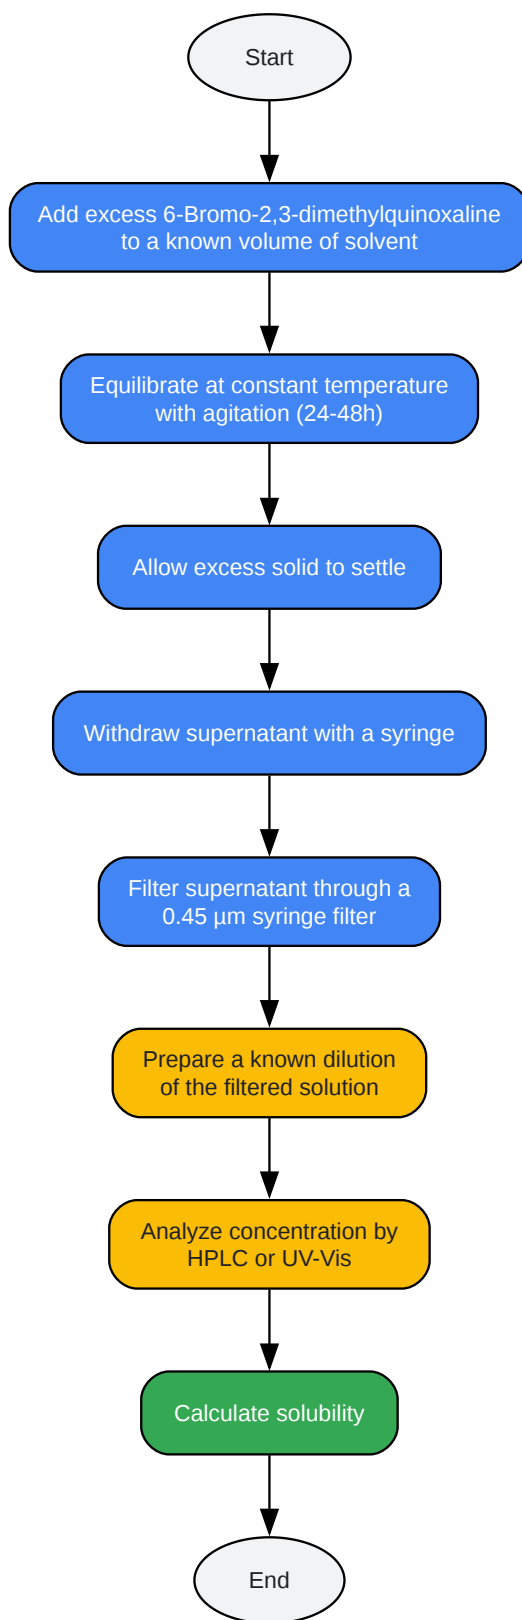 Start
Add excess 6-Bromo-2,3-dimethylquinoxaline
to a known volume of solvent
Equilibrate at constant temperature
with agitation (24-48h)
Allow excess solid to settle
Withdraw supernatant with a syringe
Filter supernatant through a
0.45 µm syringe filter
Prepare a known dilution
of the filtered solution
Analyze concentration by
HPLC or UV-Vis
Calculate solubility
End